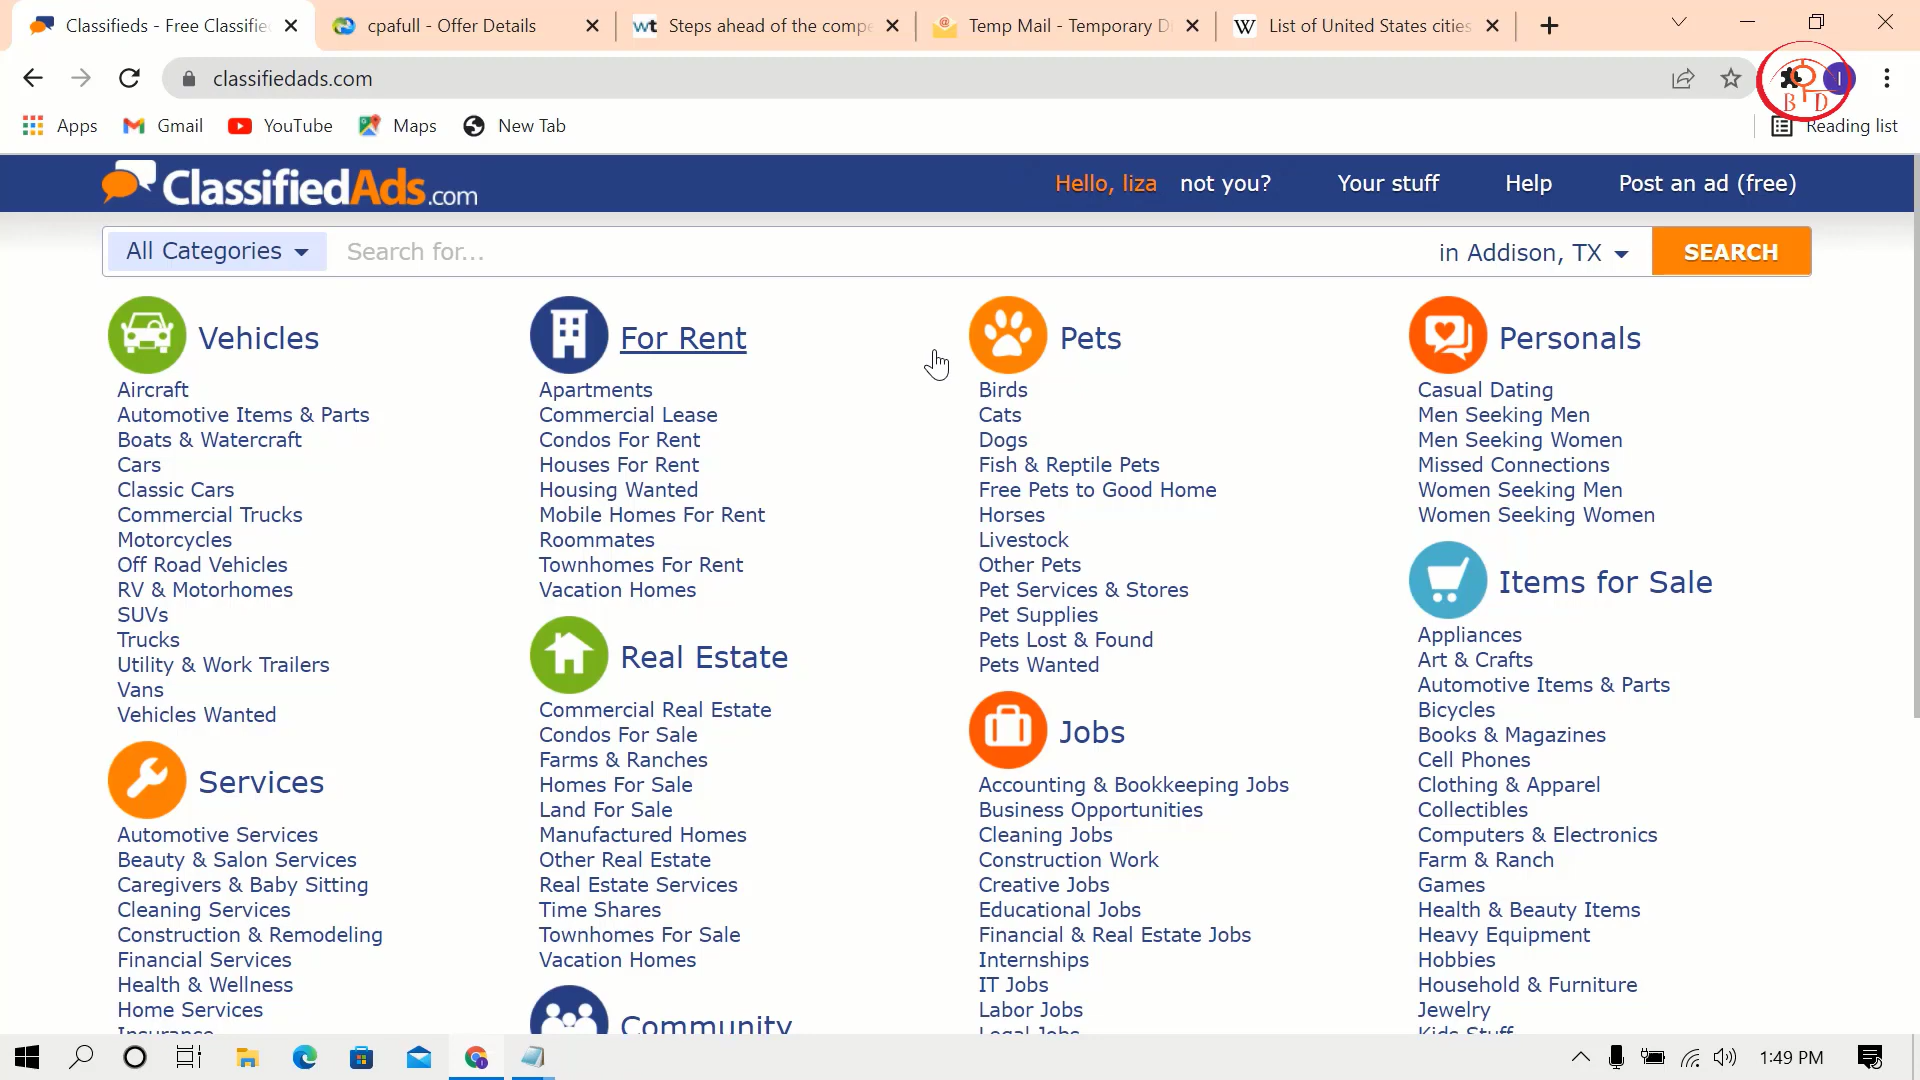 Classifieds - Free Classifie
cpafull - Offer Details
wt Steps ahead of the compe
Temp Mail - Temporary Di
W List of United States cities
classifiedads.com
I
B D
Apps
Gmail
YouTube
Maps
New Tab
Reading list
ClassifiedAds.com
Hello, liza not you?
Your stuff
Help
Post an ad (free)
All Categories
Search for...
in Addison, TX
SEARCH
Vehicles
Aircraft
Automotive Items & Parts
Boats & Watercraft
Cars
Classic Cars
Commercial Trucks
Motorcycles
Off Road Vehicles
RV & Motorhomes
SUVs
Trucks
Utility & Work Trailers
Vans
Vehicles Wanted
Services
Automotive Services
Beauty & Salon Services
Caregivers & Baby Sitting
Cleaning Services
Construction & Remodeling
Financial Services
Health & Wellness
Home Services
Insurance
For Rent
Apartments
Commercial Lease
Condos For Rent
Houses For Rent
Housing Wanted
Mobile Homes For Rent
Roommates
Townhomes For Rent
Vacation Homes
Real Estate
Commercial Real Estate
Condos For Sale
Farms & Ranches
Homes For Sale
Land For Sale
Manufactured Homes
Other Real Estate
Real Estate Services
Time Shares
Townhomes For Sale
Vacation Homes
Community
Pets
Birds
Cats
Dogs
Fish & Reptile Pets
Free Pets to Good Home
Horses
Livestock
Other Pets
Pet Services & Stores
Pet Supplies
Pets Lost & Found
Pets Wanted
Jobs
Accounting & Bookkeeping Jobs
Business Opportunities
Cleaning Jobs
Construction Work
Creative Jobs
Educational Jobs
Financial & Real Estate Jobs
Internships
IT Jobs
Labor Jobs
Legal Jobs
Personals
Casual Dating
Men Seeking Men
Men Seeking Women
Missed Connections
Women Seeking Men
Women Seeking Women
Items for Sale
Appliances
Art & Crafts
Automotive Items & Parts
Bicycles
Books & Magazines
Cell Phones
Clothing & Apparel
Collectibles
Computers & Electronics
Farm & Ranch
Games
Health & Beauty Items
Heavy Equipment
Hobbies
Household & Furniture
Jewelry
Kids Stuff
1:49 PM